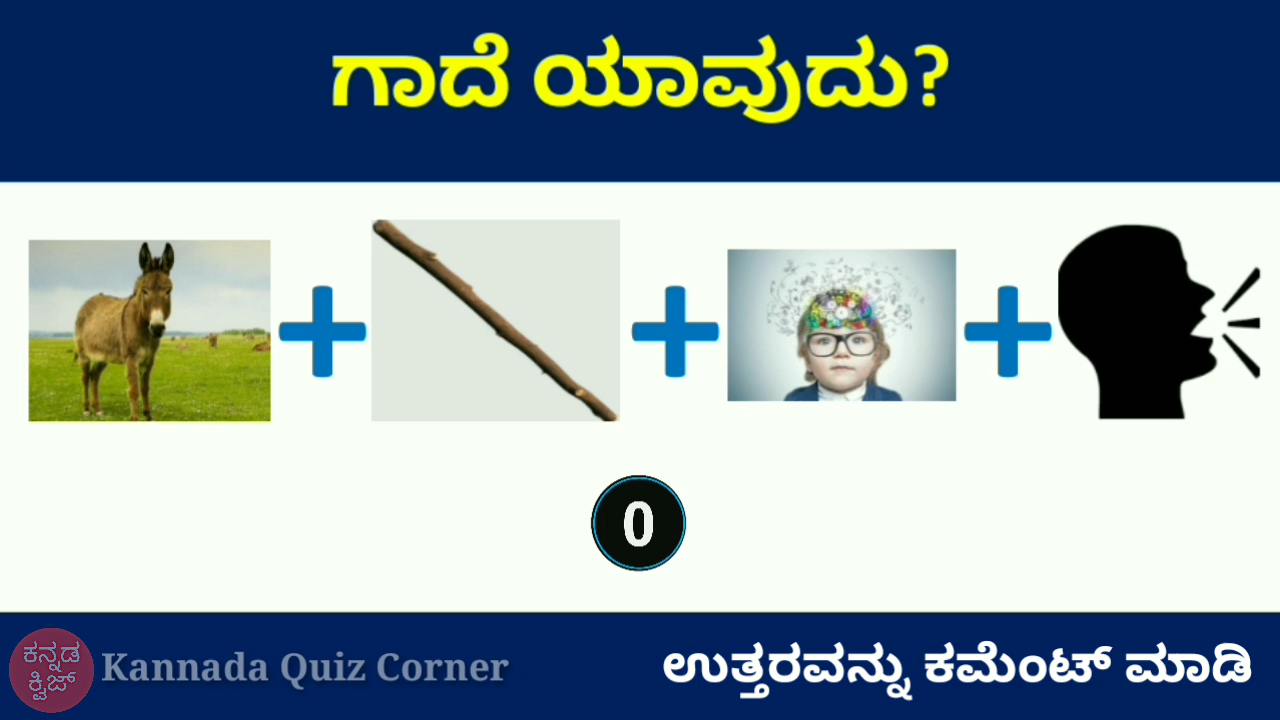 ಗಾದೆ ಯಾವುದು?
0
ಕನ್ನಡ
ಕ್ವಿಜ್
Kannada Quiz Corner
ಉತ್ತರವನ್ನು ಕಮೆಂಟ್ ಮಾಡಿ